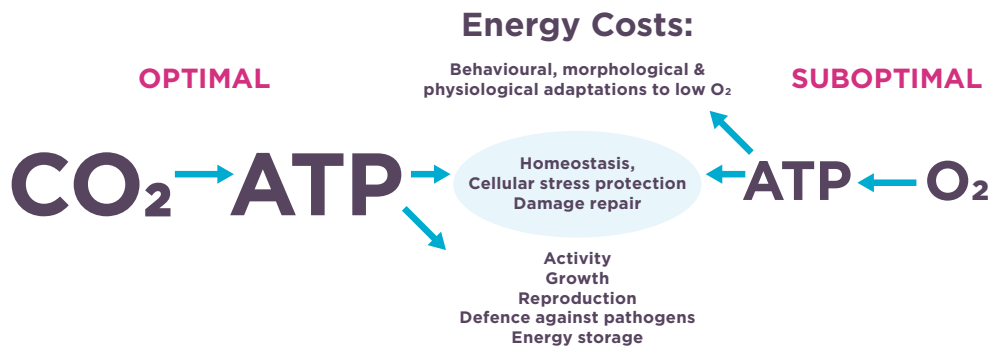 Energy Costs:
OPTIMAL
Behavioural, morphological &
physiological adaptations to low O₂
SUBOPTIMAL
CO₂
ATP
Homeostasis,
Cellular stress protection
Damage repair
ATP
O₂
Activity
Growth
Reproduction
Defence against pathogens
Energy storage